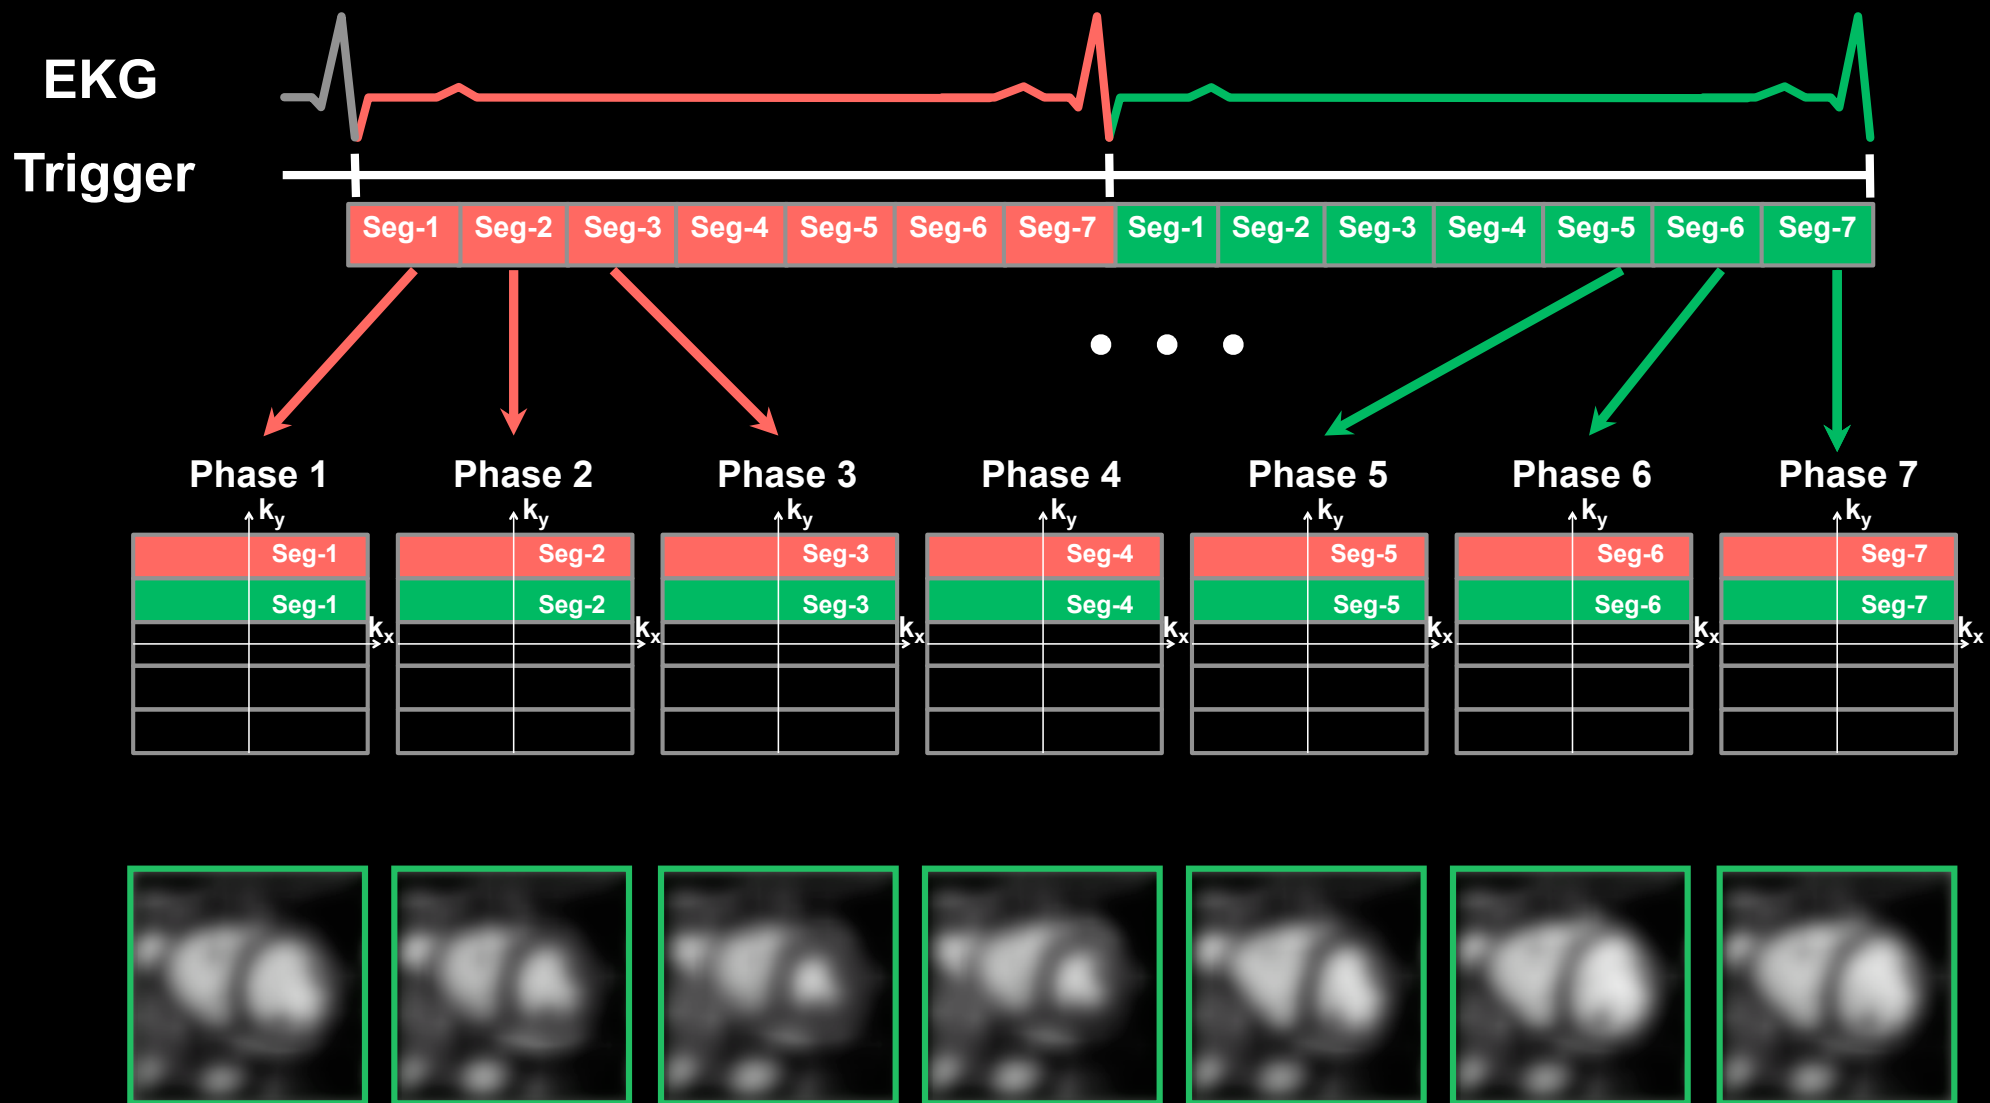 EKG
Trigger
Seg-1 Seg-2 Seg-3 Seg-4 Seg-5 Seg-6 Seg-7 Seg-1 Seg-2 Seg-3 Seg-4 Seg-5 Seg-6 Seg-7
Phase 1 Phase 2 Phase 3 Phase 4 Phase 5 Phase 6 Phase 7
ky ky ky ky ky ky ky
Seg-1 Seg-2 Seg-3 Seg-4 Seg-5 Seg-6 Seg-7
Seg-1 Seg-2 Seg-3 Seg-4 Seg-5 Seg-6 Seg-7
kx kx kx kx kx kx kx